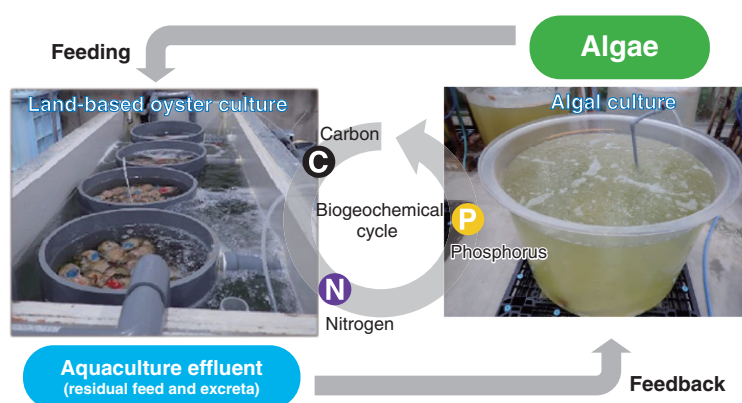 Algae
Feeding
Land-based oyster culture
Algal culture
Carbon
C
Biogeochemical
cycle
P
Phosphorus
N
Nitrogen
Aquaculture effluent
(residual feed and excreta)
Feedback